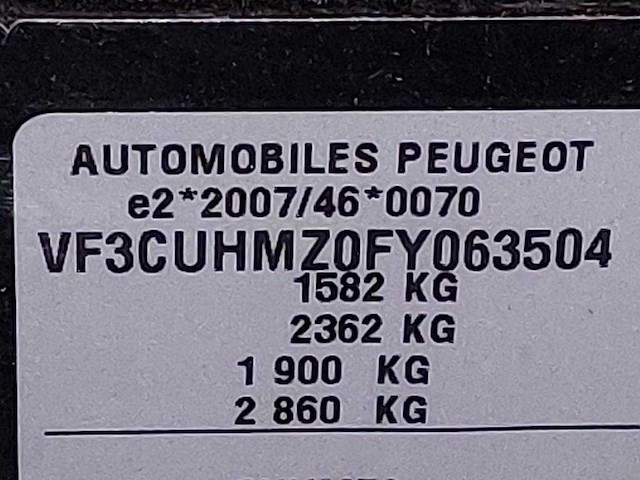 AUTOMOBILES PEUGEOT
e2*2007/46*0070
VF3CUHMZ0FY063504
1582 KG
2362 KG
1 900 KG
2 860 KG